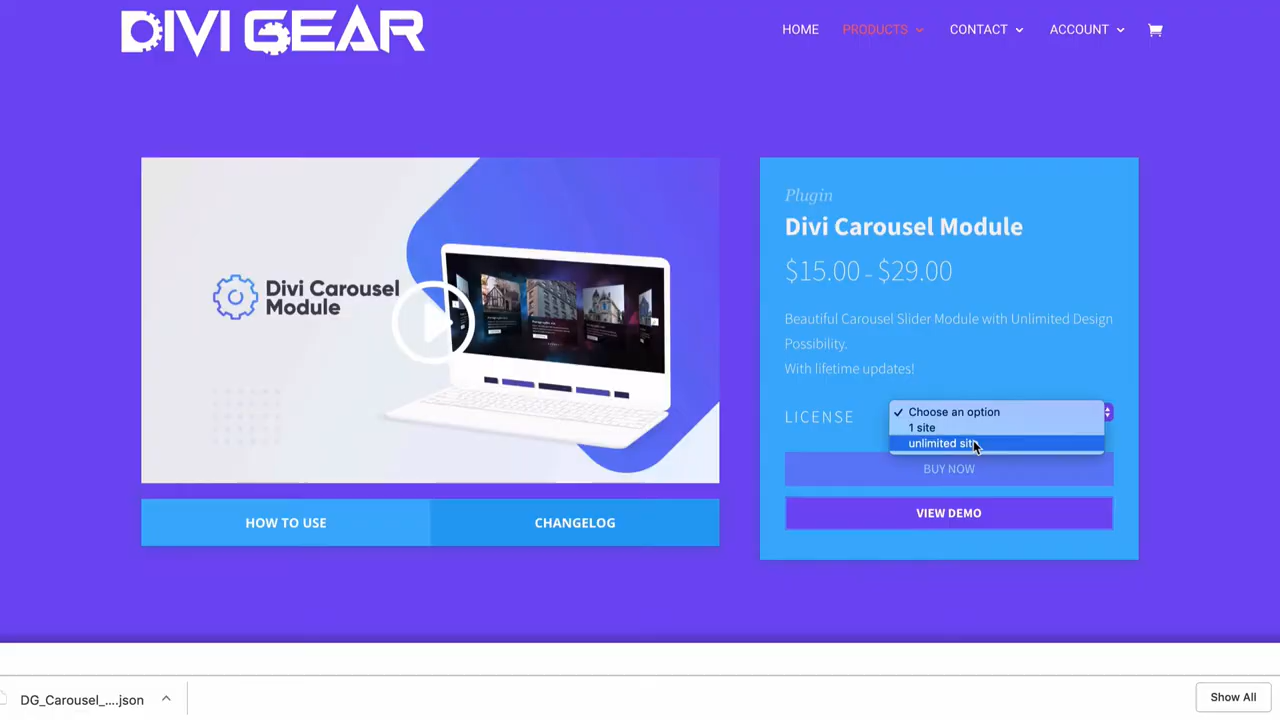 DIVI GEAR
HOME
PRODUCTS
CONTACT
ACCOUNT
Divi Carousel
Module
HOW TO USE
CHANGELOG
Plugin
Divi Carousel Module
$15.00 - $29.00
Beautiful Carousel Slider Module with Unlimited Design
Possibility.
With lifetime updates!
LICENSE
✓ Choose an option
1 site
unlimited site
BUY NOW
VIEW DEMO
DG_Carousel_....json
Show All